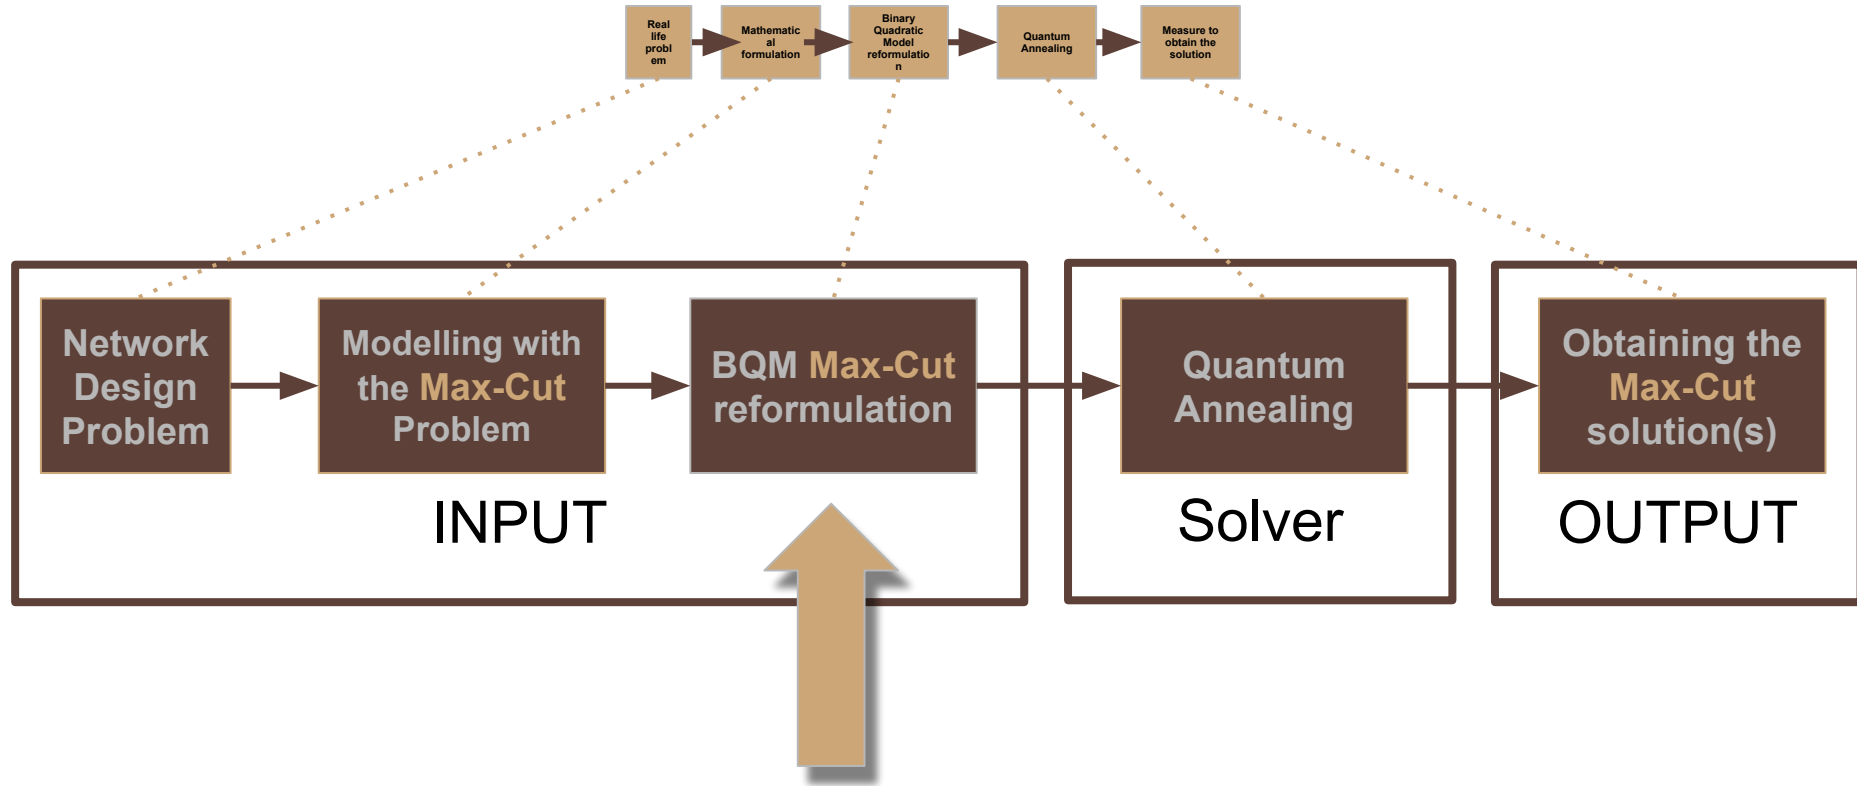 Real
life
probl
em
Mathematic
al
formulation
Binary
Quadratic
Model
reformulatio
n
Quantum
Annealing
Measure to
obtain the
solution
Network
Design
Problem
Modelling with
the Max-Cut
Problem
BQM Max-Cut
reformulation
Quantum
Annealing
Obtaining the
Max-Cut
solution(s)
INPUT
Solver
OUTPUT